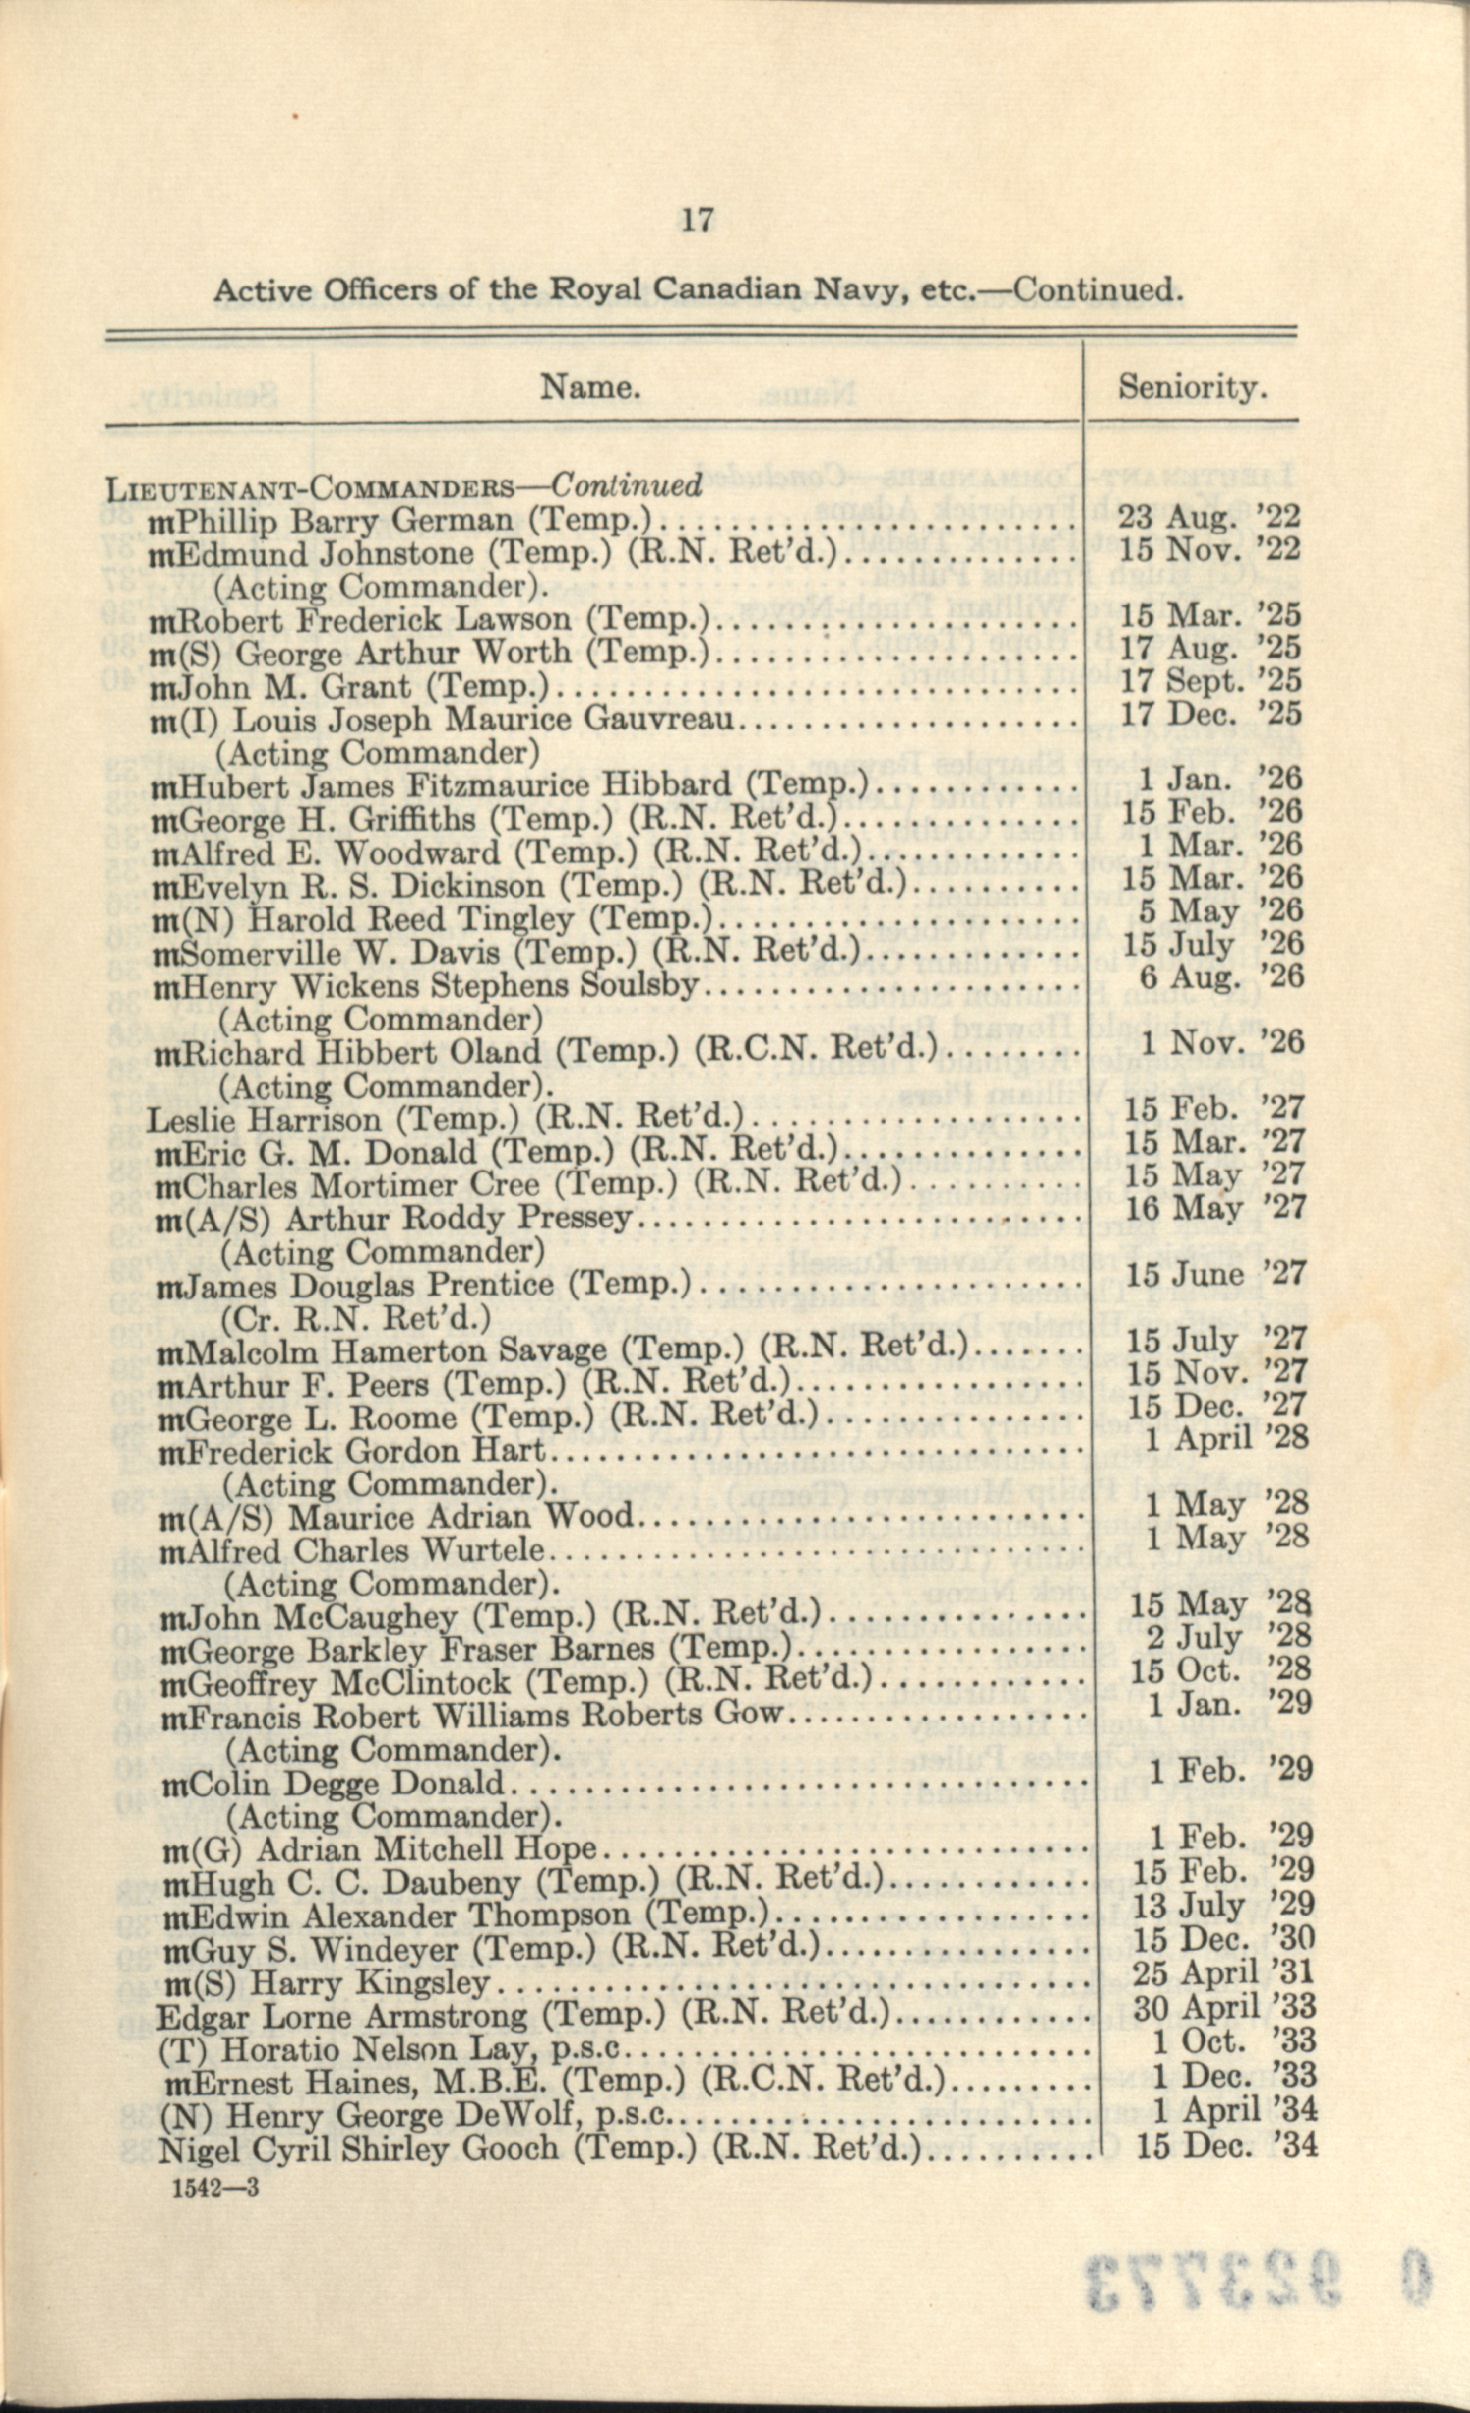 17
Active Officers of the Royal Canadian Navy, etc.—Continued.
Name. Seniority.
LIEUTENANT-COMMANDERS—Continued
mPhillip Barry German (Temp.) 23 Aug. ’22
mEdmund Johnstone (Temp.) (R.N. Ret’d.) 15 Nov. ’22
(Acting Commander).
mRobert Frederick Lawson (Temp.) 15 Mar. ’25
m(S) George Arthur Worth (Temp.) 17 Aug. ’25
mJohn M. Grant (Temp.) 17 Sept. ’25
m(I) Louis Joseph Maurice Gauvreau 17 Dec. ’25
(Acting Commander)
mHubert James Fitzmaurice Hibbard (Temp.) 1 Jan. ’26
mGeorge H. Griffiths (Temp.) (R.N. Ret’d.) 15 Feb. ’26
mAlfred E. Woodward (Temp.) (R.N. Ret’d.) 1 Mar. ’26
mEvelyn R. S. Dickinson (Temp.) (R.N. Ret’d.) 15 Mar. ’26
m(N) Harold Reed Tingley (Temp.) 5 May ’26
mSomerville W. Davis (Temp.) (R.N. Ret’d.) 15 July ’26
mHenry Wickens Stephens Soulsby 6 Aug. ’26
(Acting Commander)
mRichard Hibbert Oland (Temp.) (R.C.N. Ret’d.) 1 Nov. ’26
(Acting Commander).
Leslie Harrison (Temp.) (R.N. Ret’d.) 15 Feb. ’27
mEric G. M. Donald (Temp.) (R.N. Ret’d.) 15 Mar. ’27
mCharles Mortimer Cree (Temp.) (R.N. Ret’d.) 15 May ’27
m(A/S) Arthur Roddy Pressey 16 May ’27
(Acting Commander)
mJames Douglas Prentice (Temp.) 15 June ’27
(Cr. R.N. Ret’d.)
mMalcolm Hamerton Savage (Temp.) (R.N. Ret’d.) 15 July ’27
mArthur F. Peers (Temp.) (R.N. Ret’d.) 15 Nov. ’27
mGeorge L. Roome (Temp.) (R.N. Ret’d.) 15 Dec. ’27
mFrederick Gordon Hart 1 April ’28
(Acting Commander).
m(A/S) Maurice Adrian Wood 1 May ’28
mAlfred Charles Wurtele 1 May ’28
(Acting Commander).
mJohn McCaughey (Temp.) (R.N. Ret’d.) 15 May ’28
mGeorge Barkley Fraser Barnes (Temp.) 2 July ’28
mGeoffrey McClintock (Temp.) (R.N. Ret’d.) 15 Oct. ’28
mFrancis Robert Williams Roberts Gow 1 Jan. ’29
(Acting Commander).
mColin Degge Donald 1 Feb. ’29
(Acting Commander).
m(G) Adrian Mitchell Hope 1 Feb. ’29
mHugh C. C. Daubeny (Temp.) (R.N. Ret’d.) 15 Feb. ’29
mEdwin Alexander Thompson (Temp.) 13 July ’29
mGuy S. Windeyer (Temp.) (R.N. Ret’d.) 15 Dec. ’30
m(S) Harry Kingsley 25 April ’31
Edgar Lorne Armstrong (Temp.) (R.N. Ret’d.) 30 April ’33
(T) Horatio Nelson Lay, p.s.c. 1 Oct. ’33
mErnest Haines, M.B.E. (Temp.) (R.C.N. Ret’d.) 1 Dec. ’33
(N) Henry George DeWolf, p.s.c. 1 April ’34
Nigel Cyril Shirley Gooch (Temp.) (R.N. Ret’d.) 15 Dec. ’34
1542—3
0 923773